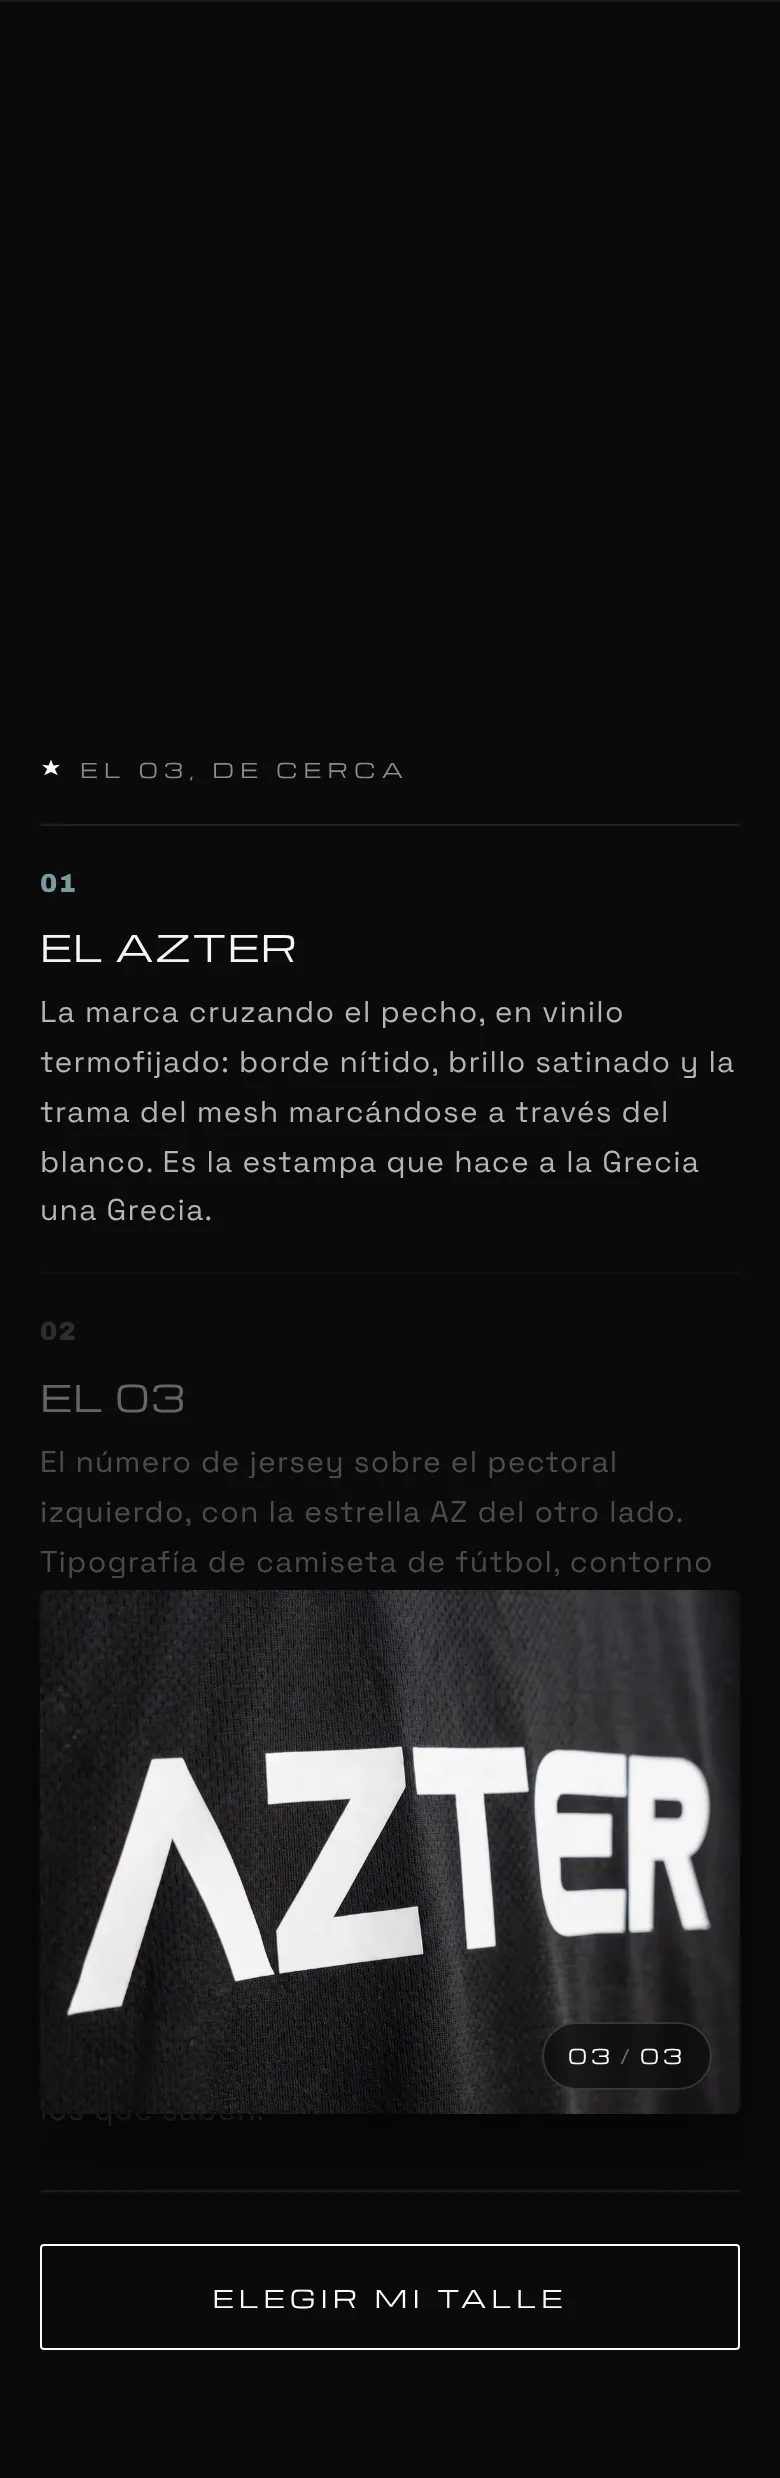 ★ EL 03, DE CERCA
01
EL AZTER
La marca cruzando el pecho, en vinilo
termofijado: borde nítido, brillo satinado y la
trama del mesh marcándose a través del
blanco. Es la estampa que hace a la Grecia
una Grecia.
02
EL 03
El número de jersey sobre el pectoral
izquierdo, con la estrella AZ del otro lado.
Tipografía de camiseta de fútbol, contorno
AZTER
03 / 03
los que saben.
ELEGIR MI TALLE